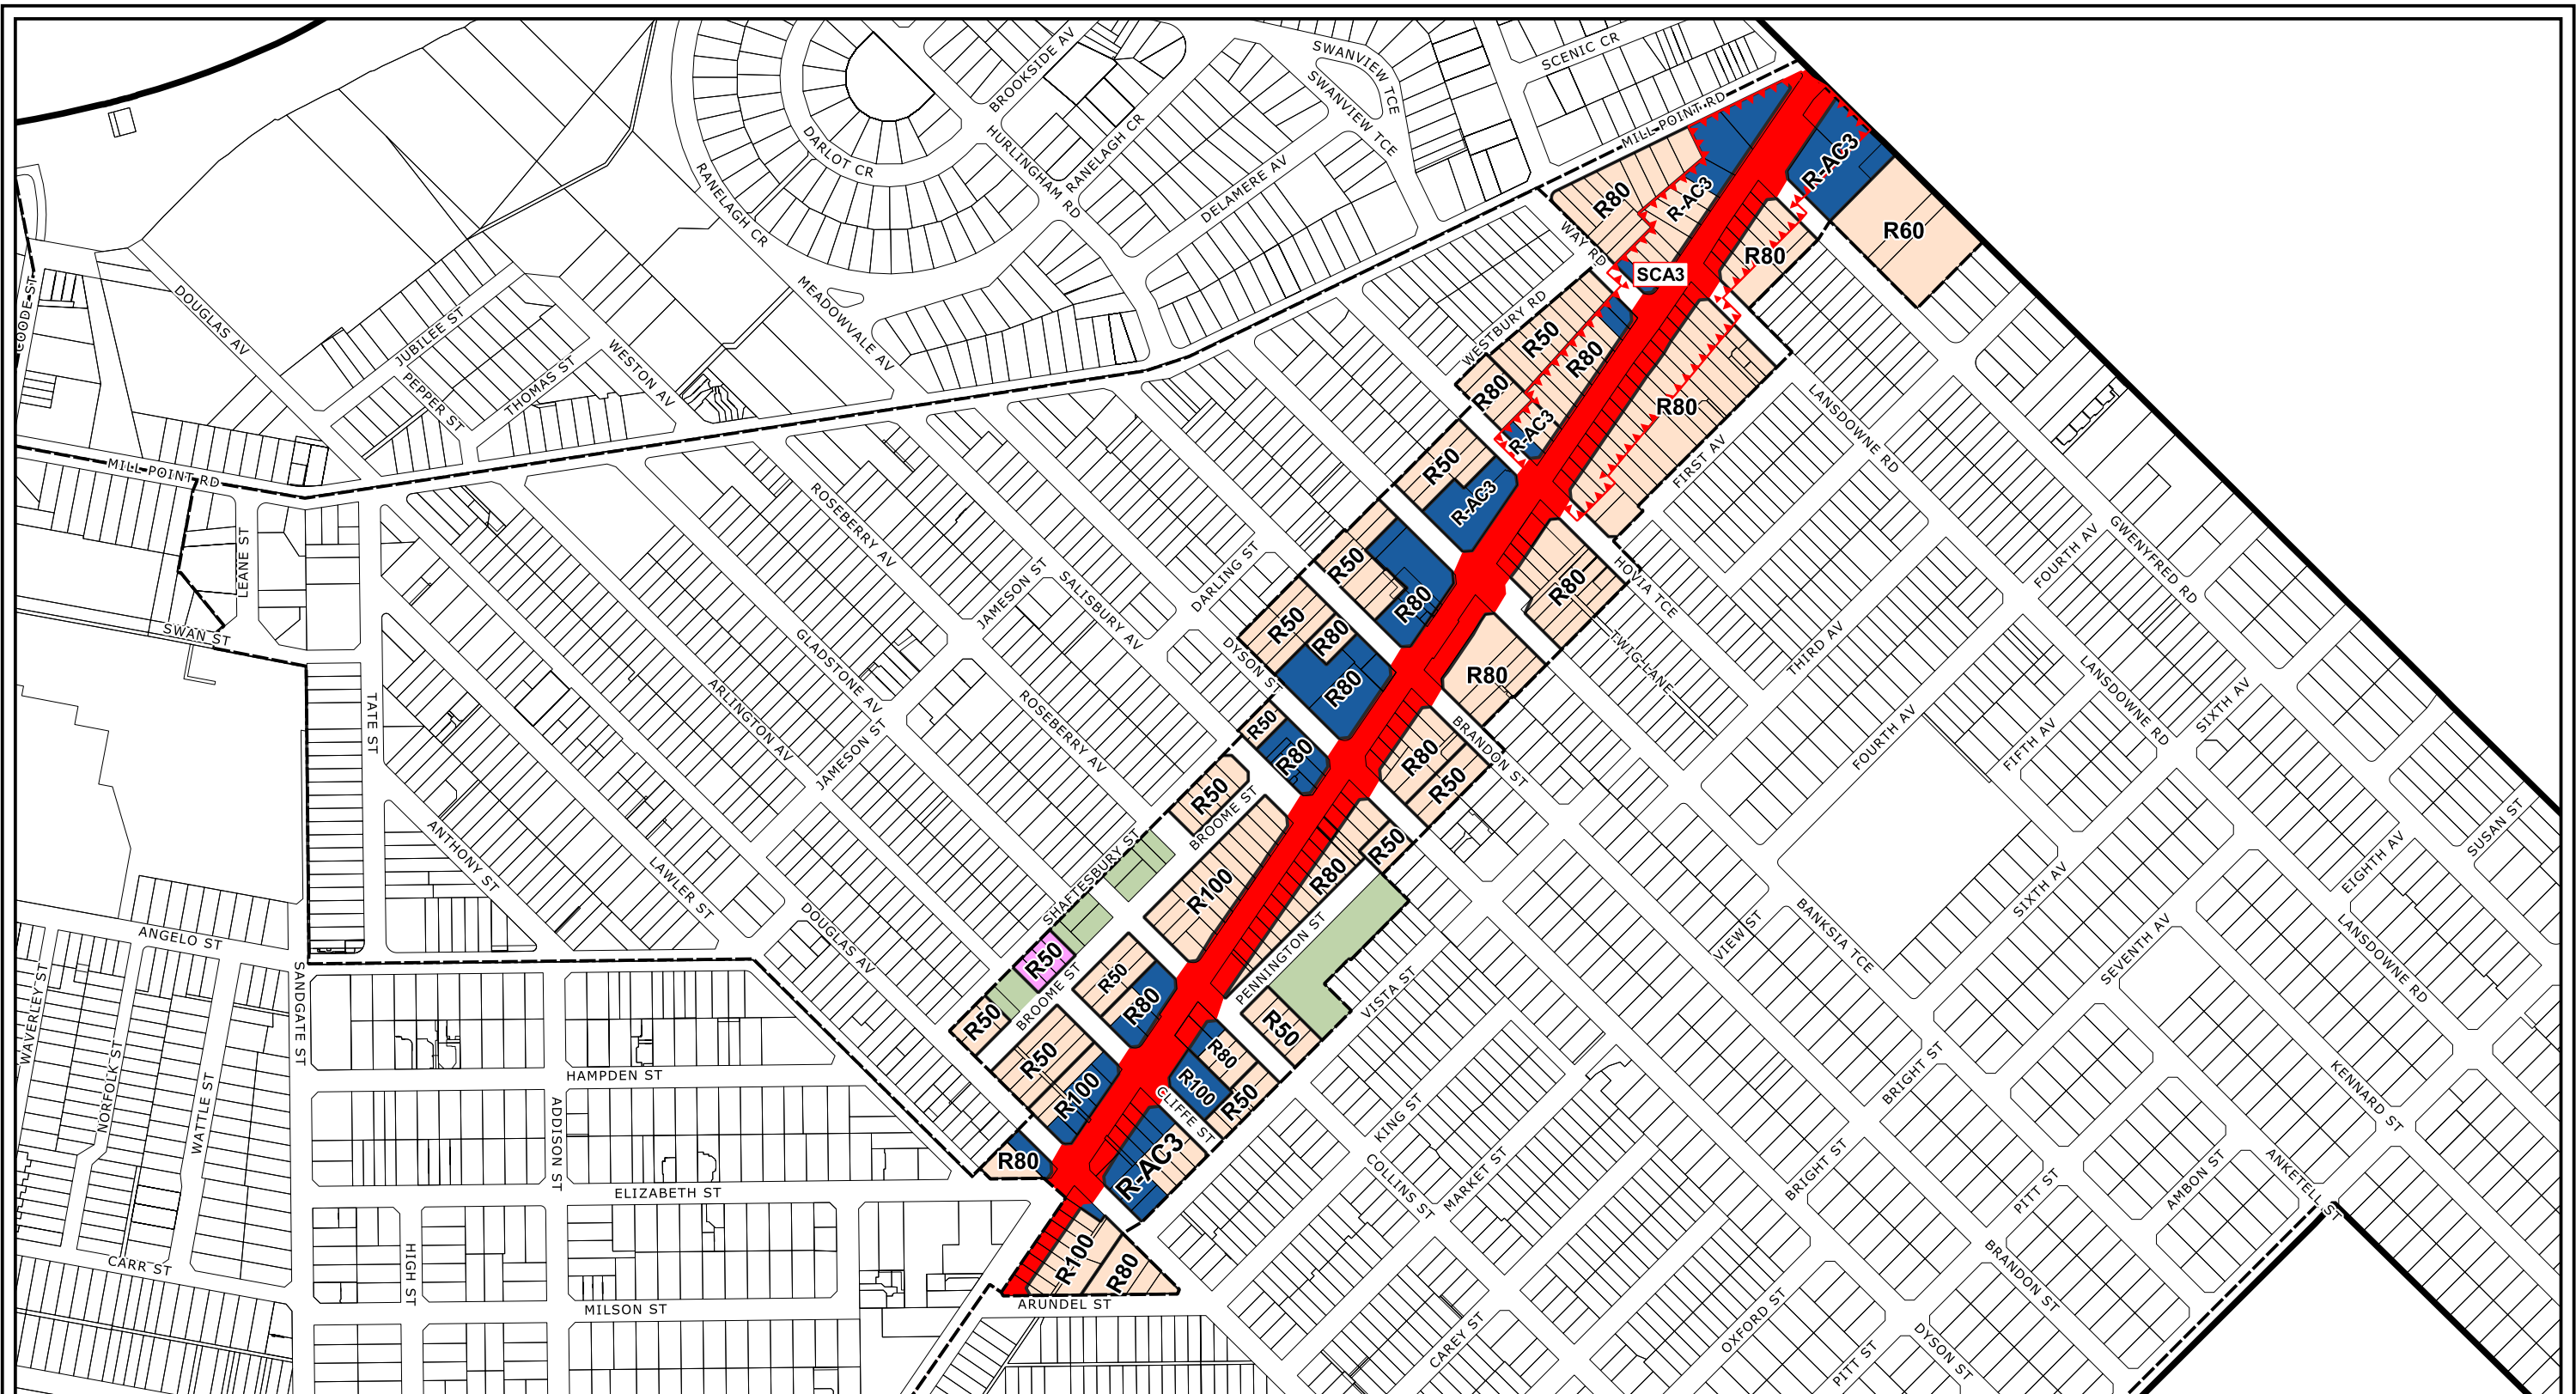 SCENIC CR
SWANVIEW TCE
BROOKSIDE AV
SWANVIEW TCE
MILL POINT RD
DARLOT CR
HURLINGHAM RD
RANELAGH CR
R-AC3
RANELAGH CR
DELAMERE AV
R80
R-AC3
R60
WAY RD
R80
SCA3
COODE ST
DOUGLAS AV
JUBILEE ST
MEADOWVALE AV
WESTBURY RD
R50
R80
WESTON AV
THOMAS ST
PEPPER ST
R80
R80
R-AC3
LANSDOWNE RD
FIRST AV
MILL POINT RD
R50
R-AC3
ROSEBERRY AV
LEANE ST
GWENYFRED RD
FOURTH AV
JAMESON ST
SALISBURY AV
DARLING ST
R50
R80
R80
HOVIA TCE
SWAN ST
GLADSTONE AV
R50
R80
DYSON ST
R80
R80
TWIG LANE
THIRD AV
LANSDOWNE RD
SIXTH AV
TATE ST
ARLINGTON AV
JAMESON ST
ROSEBERRY AV
R50
R80
R80
R50
BRANDON ST
FOURTH AV
FIFTH AV
ANTHONY ST
LAWLER ST
R50
BROOME ST
R50
R80
SUSAN ST
EIGHTH AV
SHAFTESBURY ST
R100
SIXTH AV
ANGELO ST
DOUGLAS AV
R50
PENNINGTON ST
VIEW ST
BANKSIA TCE
SEVENTH AV
LANSDOWNE RD
WAVERLEY ST
SANDGATE ST
R50
BROOME ST
R50
R80
R50
VISTA ST
NORFOLK ST
WATTLE ST
HAMPDEN ST
R50
R100
R80
R100
R50
CLIFFE ST
KING ST
BRIGHT ST
KENNARD ST
ADDISON ST
R80
R-AC3
COLLINS ST
MARKET ST
BRIGHT ST
PITT ST
AMBON ST
ANKETELL ST
ELIZABETH ST
CARR ST
HIGH ST
R100
R80
BRANDON ST
MILSON ST
ARUNDEL ST
CAREY ST
OXFORD ST
PITT ST
DYSON ST